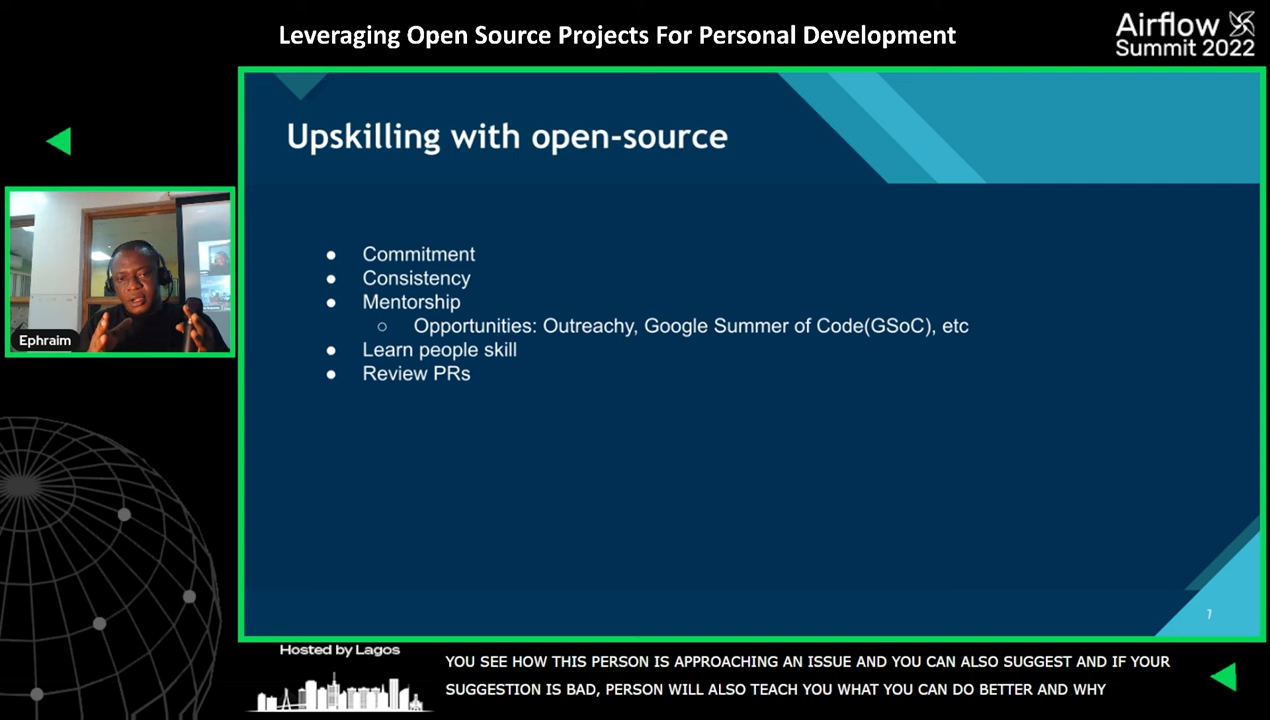 Leveraging Open Source Projects For Personal Development
Airflow
Summit 2022
Upskilling with open-source
● Commitment
● Consistency
● Mentorship
○ Opportunities: Outreachy, Google Summer of Code(GSoC), etc
● Learn people skill
● Review PRs
Ephraim
7
Hosted by Lagos
YOU SEE HOW THIS PERSON IS APPROACHING AN ISSUE AND YOU CAN ALSO SUGGEST AND IF YOUR
SUGGESTION IS BAD, PERSON WILL ALSO TEACH YOU WHAT YOU CAN DO BETTER AND WHY